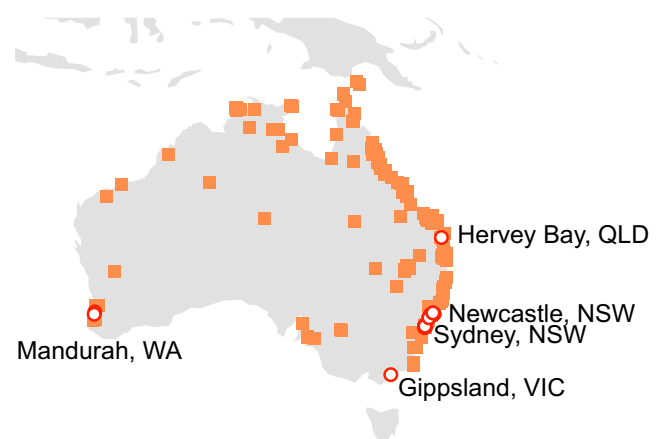 Hervey Bay, QLD
Newcastle, NSW
Sydney, NSW
Mandurah, WA
Gippsland, VIC